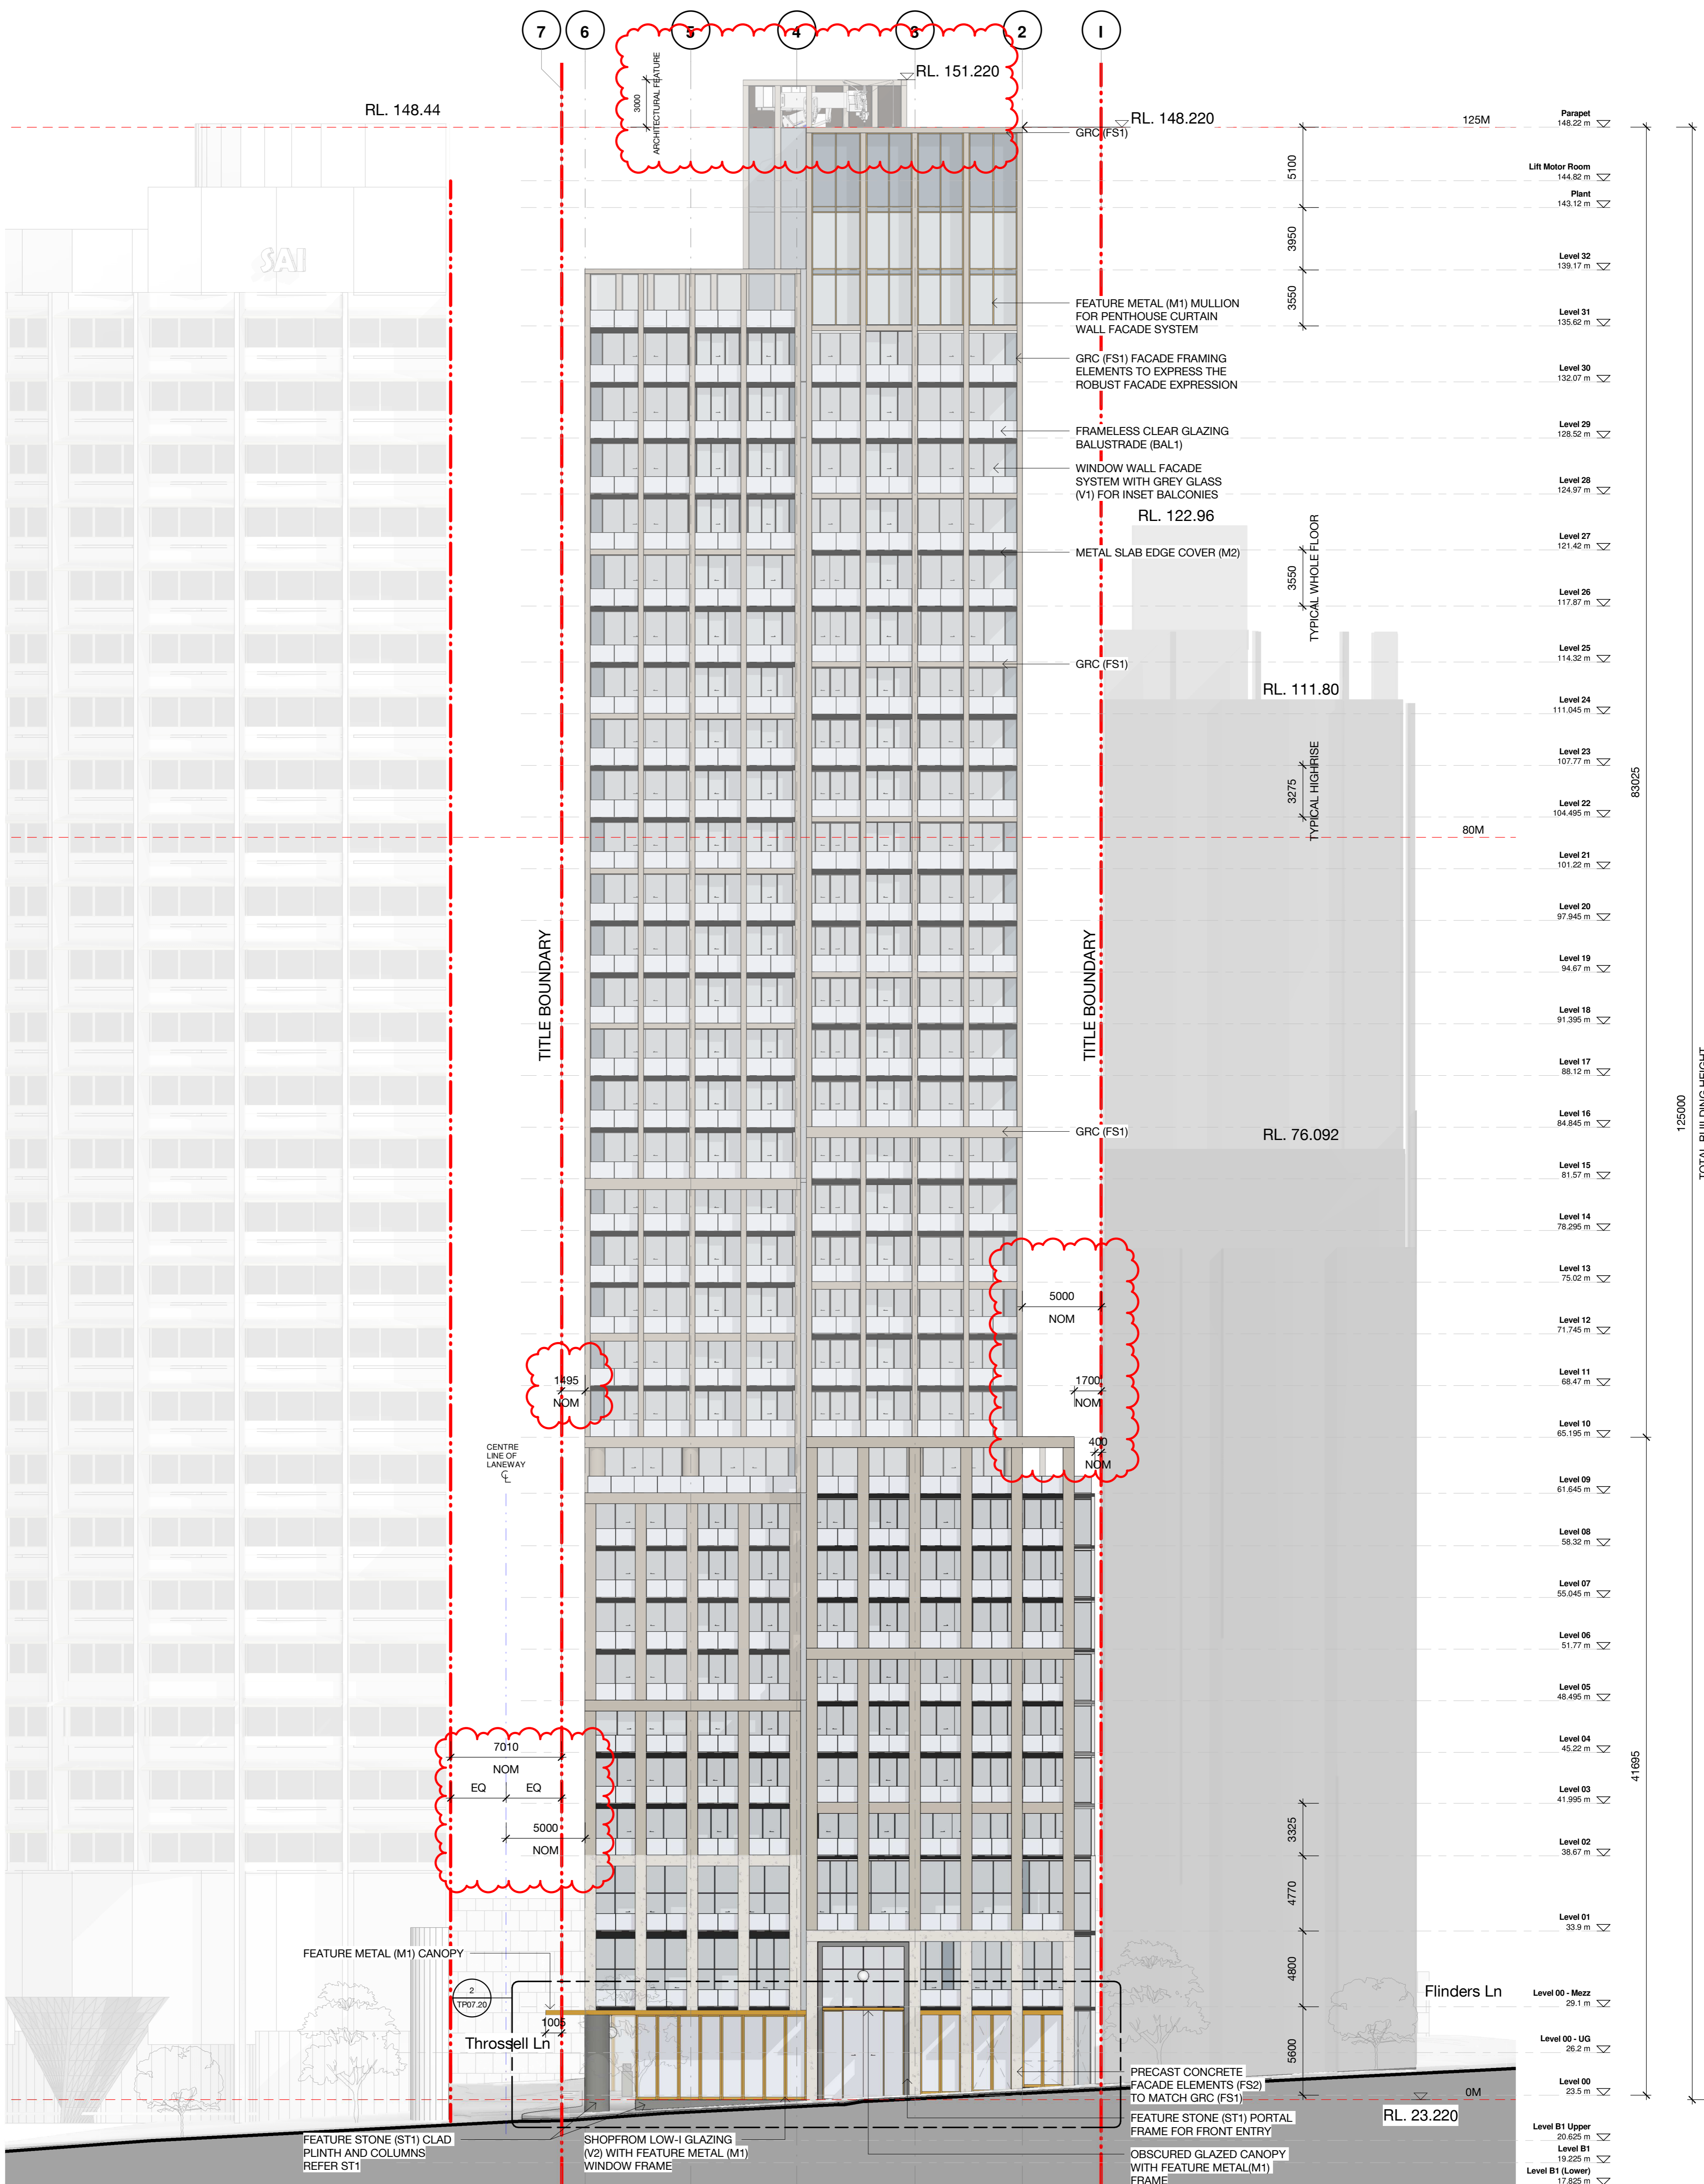 7
6
5
4
3
2
1
ARCHITECTURAL FEATURE
3000
RL. 151.220
RL. 148.44
RL. 148.220
GRC (FS1)
125M
Parapet
148.22 m
5100
Lift Motor Room
144.82 m
Plant
143.12 m
3950
SAI
Level 32
139.17 m
3550
FEATURE METAL (M1) MULLION
FOR PENTHOUSE CURTAIN
WALL FACADE SYSTEM
Level 31
135.62 m
GRC (FS1) FACADE FRAMING
ELEMENTS TO EXPRESS THE
ROBUST FACADE EXPRESSION
Level 30
132.07 m
FRAMELESS CLEAR GLAZING
BALUSTRADE (BAL1)
Level 29
128.52 m
WINDOW WALL FACADE
SYSTEM WITH GREY GLASS
(V1) FOR INSET BALCONIES
Level 28
124.97 m
RL. 122.96
METAL SLAB EDGE COVER (M2)
Level 27
121.42 m
3550
TYPICAL WHOLE FLOOR
Level 26
117.87 m
GRC (FS1)
Level 25
114.32 m
RL. 111.80
Level 24
111.045 m
Level 23
107.77 m
3275
TYPICAL HIGHRISE
83025
Level 22
104.495 m
80M
Level 21
101.22 m
Level 20
97.945 m
TITLE BOUNDARY
TITLE BOUNDARY
Level 19
94.67 m
Level 18
91.395 m
Level 17
88.12 m
125000
TOTAL BUILDING HEIGHT
Level 16
84.845 m
GRC (FS1)
RL. 76.092
Level 15
81.57 m
Level 14
78.295 m
Level 13
75.02 m
5000
NOM
Level 12
71.745 m
1495
NOM
1700
NOM
Level 11
68.47 m
Level 10
65.195 m
400
NOM
CENTRE
LINE OF
LANEWAY
CL
Level 09
61.645 m
Level 08
58.32 m
Level 07
55.045 m
Level 06
51.77 m
Level 05
48.495 m
7010
NOM
EQ
EQ
Level 04
45.22 m
41695
Level 03
41.995 m
5000
NOM
3325
Level 02
38.67 m
4770
Level 01
33.9 m
FEATURE METAL (M1) CANOPY
4800
2
TP07.20
Flinders Ln
Level 00 - Mezz
29.1 m
1005
Throssell Ln
Level 00 - UG
26.2 m
5600
PRECAST CONCRETE
FACADE ELEMENTS (FS2)
TO MATCH GRC (FS1)
Level 00
23.5 m
0M
RL. 23.220
FEATURE STONE (ST1) PORTAL
FRAME FOR FRONT ENTRY
Level B1 Upper
20.625 m
FEATURE STONE (ST1) CLAD
PLINTH AND COLUMNS
REFER ST1
SHOPFROM LOW-I GLAZING
(V2) WITH FEATURE METAL (M1)
WINDOW FRAME
OBSCURED GLAZED CANOPY
WITH FEATURE METAL(M1)
FRAME
Level B1
19.225 m
Level B1 (Lower)
17.825 m